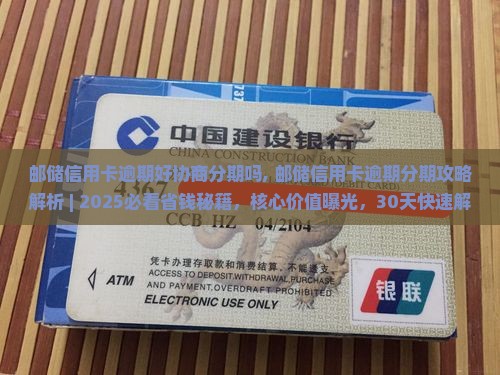 中国建设银行
CHINA CONSTRUCTION BANK
邮储信用卡逾期好协商分期吗, 邮储信用卡逾期分期攻略
4367
解析 | 2025必看省钱秘籍，核心价值曝光，30天快速解
CCB HZ 04/2104
凭卡办理存取款和消费结算，不能透支。
ACCESS TO DEPOSIT.WITHDRAWAL.PURCHASE
AND PAYMENT.OVERDRAFT PROHIBITED.
ATM
ELECTRONIC USE ONLY
银联